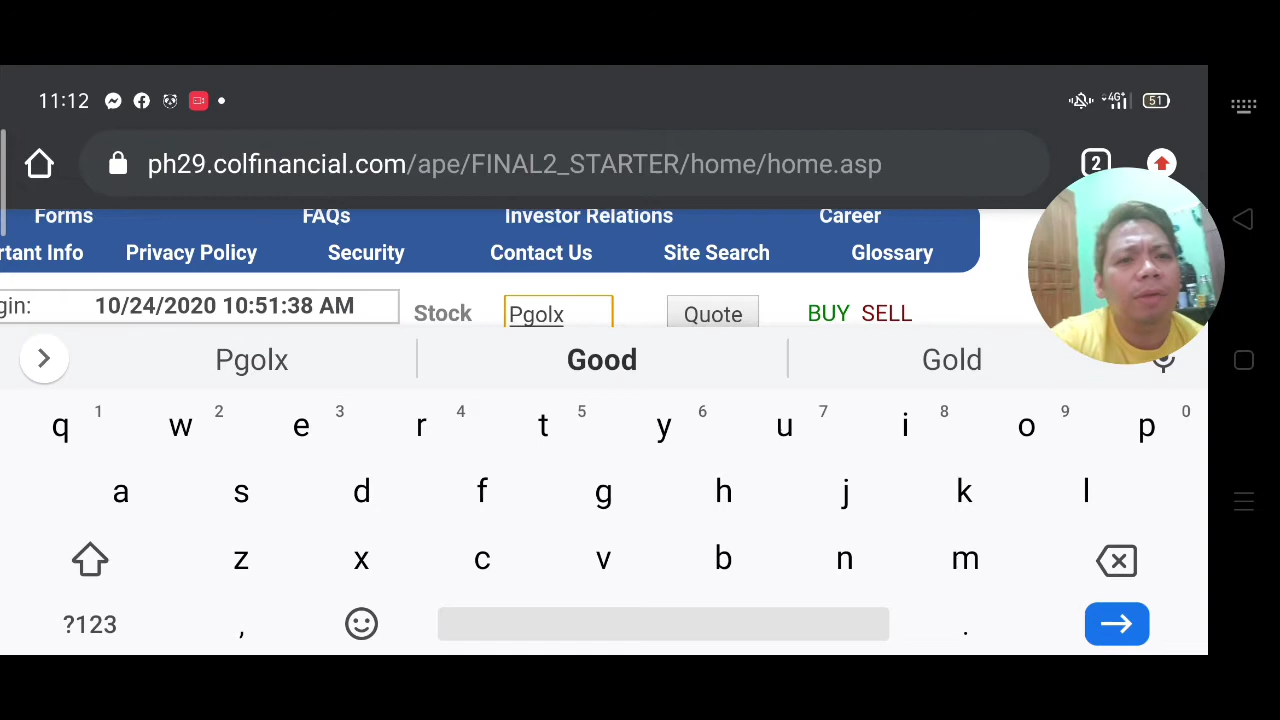 11:12 4G+ 51
ph29.colfinancial.com/ape/FINAL2_STARTER/home/home.asp 2
Forms FAQs Investor Relations Career
rtant Info Privacy Policy Security Contact Us Site Search Glossary
gin: 10/24/2020 10:51:38 AM Stock Pgolx Quote BUY SELL
Pgolx Good Gold
q 1 w 2 e 3 r 4 t 5 y 6 u 7 i 8 o 9 p 0
a s d f g h j k l
z x c v b n m
?123 , .